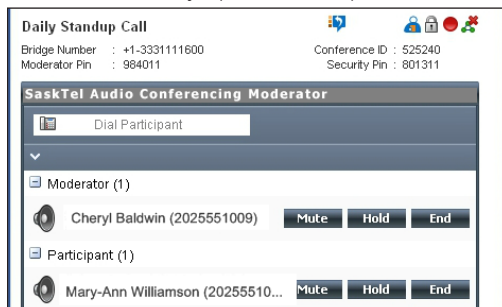 Daily Standup Call
Bridge Number : +1-3331111600 Conference ID : 525240
Moderator Pin : 984011 Security Pin : 801311
SaskTel Audio Conferencing Moderator
Dial Participant
Moderator (1)
Cheryl Baldwin (2025551009) Mute Hold End
Participant (1)
Mary-Ann Williamson (20255510... Mute Hold End